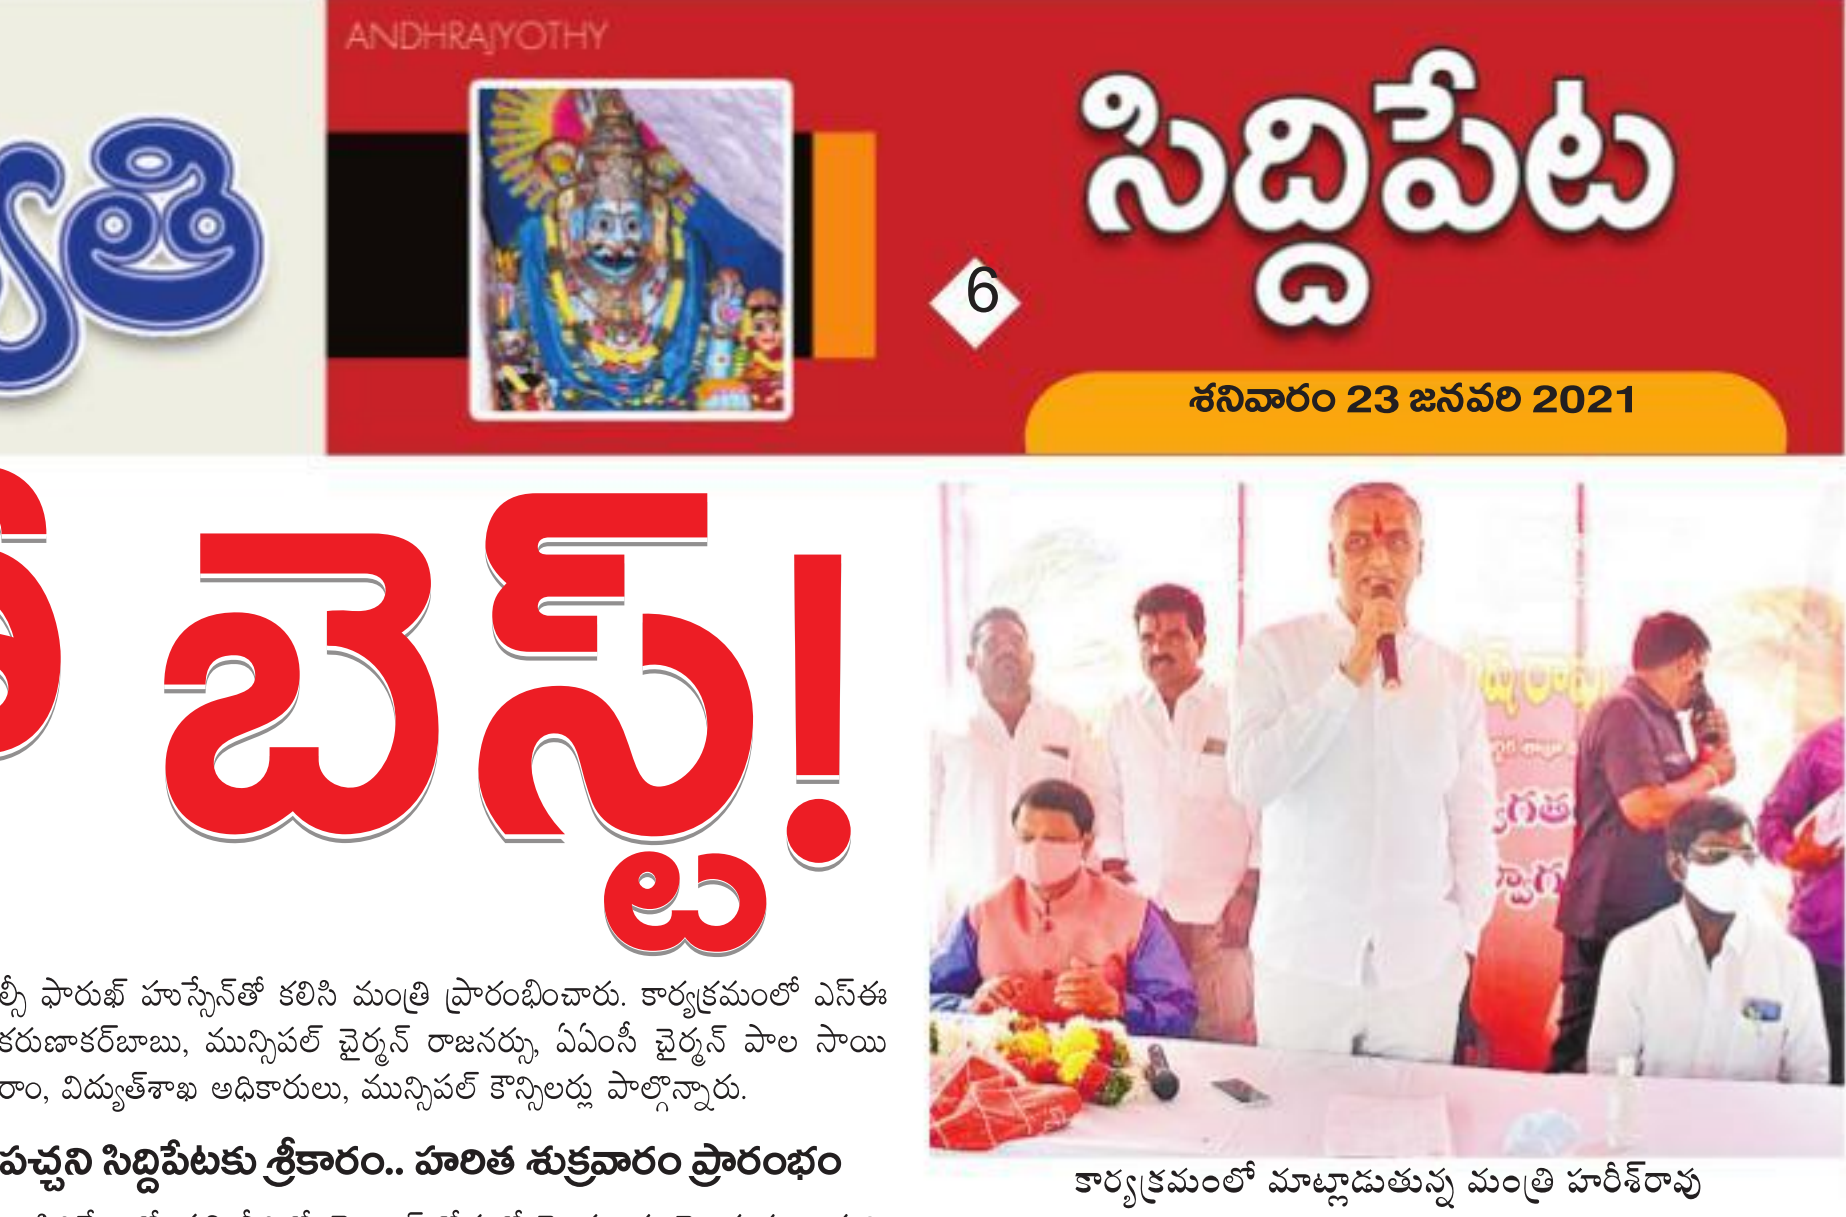 ANDHRAJYOTHY
సిద్దిపేట
6
శనివారం 23 జనవరి 2021
బెస్ట్!
ల్సీ ఫారుఖ్ హుస్సేన్‌తో కలిసి మంత్రి ప్రారంభించారు. కార్యక్రమంలో ఎస్ఈ
కరుణాకర్‌బాబు, మున్సిపల్ చైర్మన్ రాజనర్సు, ఏఏంసీ చైర్మన్ పాల సాయి
రాం, విద్యుత్‌శాఖ అధికారులు, మున్సిపల్ కౌన్సిలర్లు పాల్గొన్నారు.
పచ్చని సిద్దిపేటకు శ్రీకారం.. హరిత శుక్రవారం ప్రారంభం
కార్యక్రమంలో మాట్లాడుతున్న మంత్రి హరీశ్‌రావు